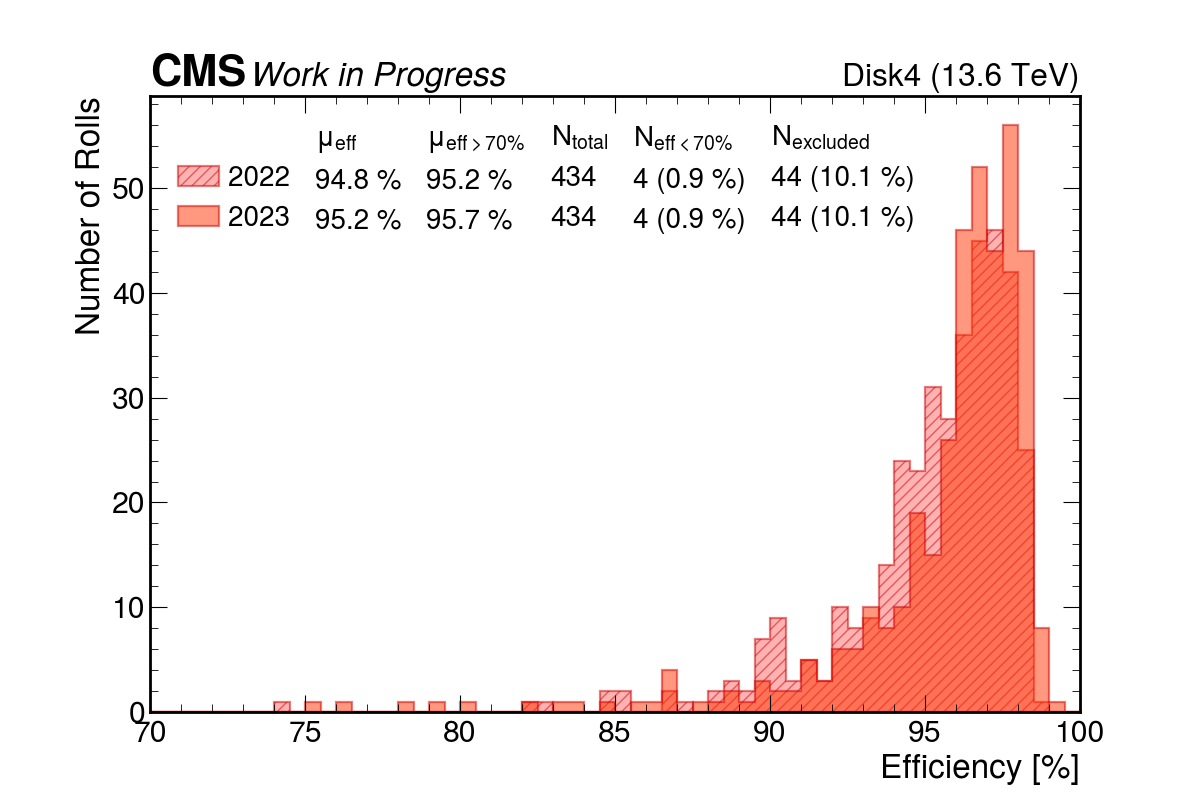 CMS Work in Progress Disk4 (13.6 TeV)
μeff μeff > 70% Ntotal Neff < 70% Nexcluded
2022 94.8 % 95.2 % 434 4 (0.9 %) 44 (10.1 %)
2023 95.2 % 95.7 % 434 4 (0.9 %) 44 (10.1 %)
Number of Rolls
50
40
30
20
10
0
70 75 80 85 90 95 100
Efficiency [%]